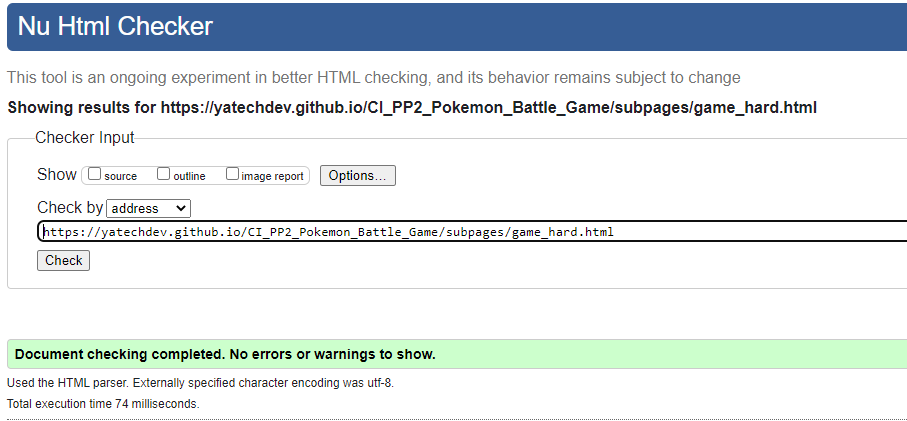 Nu Html Checker
This tool is an ongoing experiment in better HTML checking, and its behavior remains subject to change
Showing results for https://yatechdev.github.io/CI_PP2_Pokemon_Battle_Game/subpages/game_hard.html
Checker Input
Show source outline image report Options...
Check by address
https://yatechdev.github.io/CI_PP2_Pokemon_Battle_Game/subpages/game_hard.html
Check
Document checking completed. No errors or warnings to show.
Used the HTML parser. Externally specified character encoding was utf-8.
Total execution time 74 milliseconds.